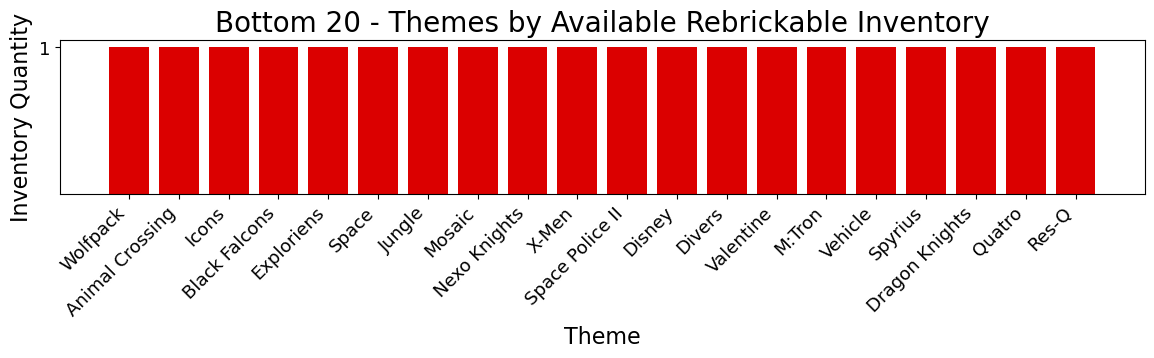 Bottom 20 - Themes by Available Rebrickable Inventory
Inventory Quantity
1
Wolfpack
Animal Crossing
Icons
Black Falcons
Exploriens
Space
Jungle
Mosaic
Nexo Knights
X-Men
Space Police II
Disney
Divers
Valentine
M:Tron
Vehicle
Spyrius
Dragon Knights
Quatro
Res-Q
Theme